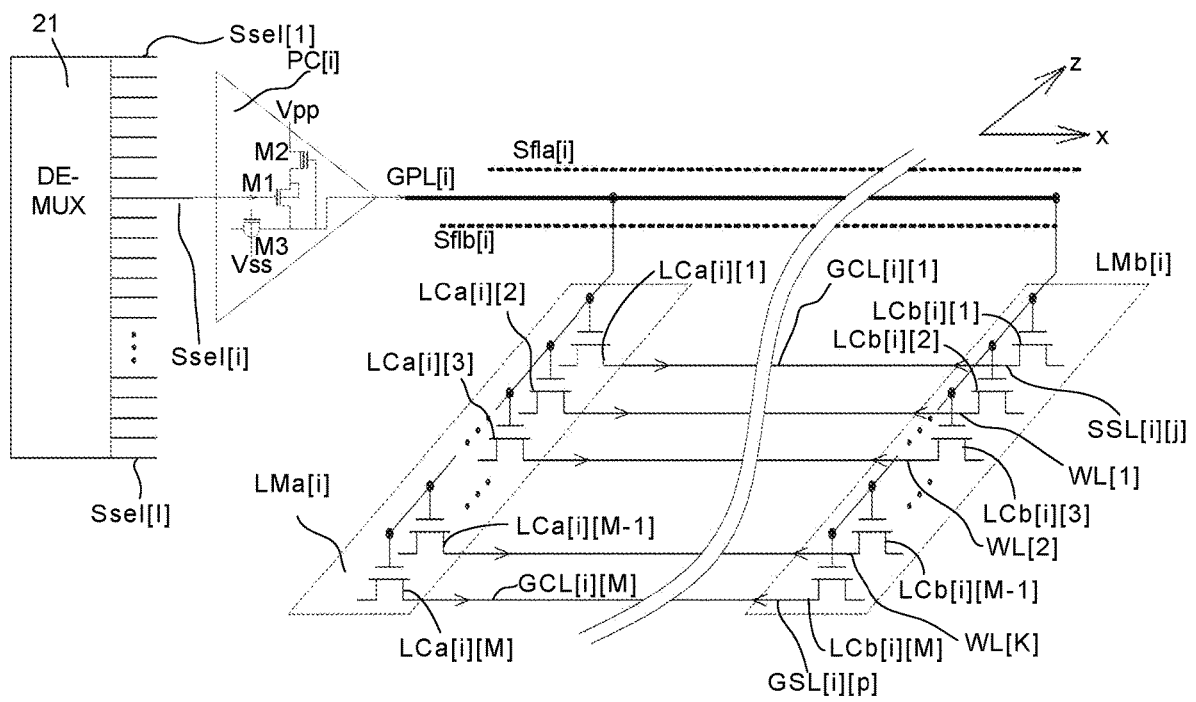 21
Ssel[1]
PC[i]
z
x
Vpp
Sfla[i]
M2
DE-
MUX
M1
GPL[i]
M3
Sflb[i]
Vss
LCa[i][1]
GCL[i][1]
LMb[i]
LCa[i][2]
LCb[i][1]
Ssel[i]
LCb[i][2]
LCa[i][3]
SSL[i][j]
WL[1]
LMa[i]
Ssel[I]
LCb[i][3]
LCa[i][M-1]
WL[2]
GCL[i][M]
LCb[i][M-1]
LCa[i][M]
LCb[i][M]
WL[K]
GSL[i][p]